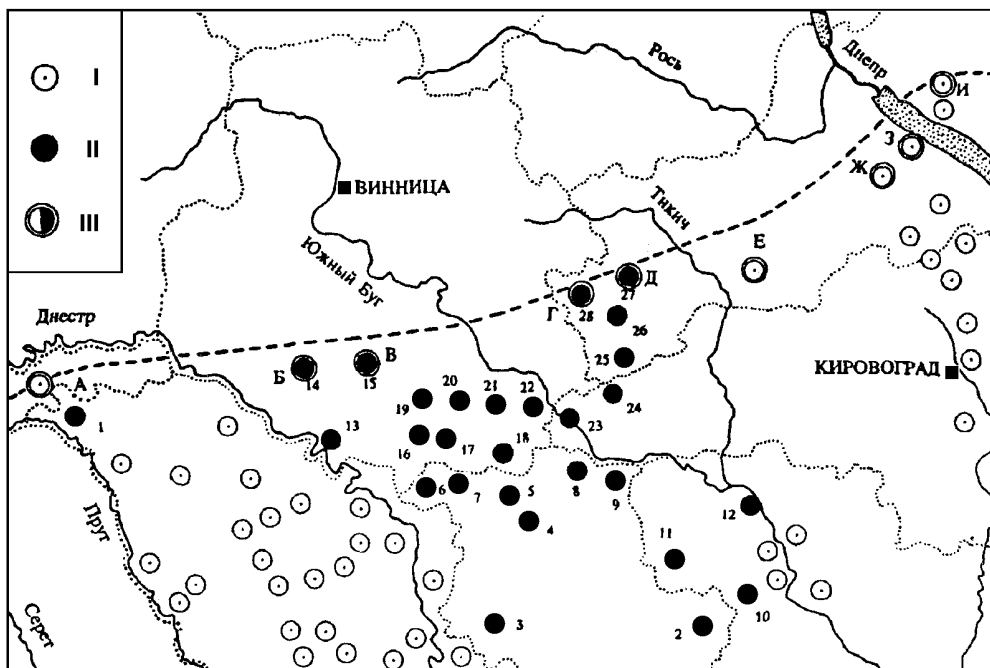 I
II
III
Днепр
Рось
И
З
Ж
ВИННИЦА
Тикич
Е
Южный Буг
Д
27
Г
28
26
Днестр
В
Б
14
15
25
КИРОВОГРАД
А
1
19
20
21
22
24
23
13
16
17
18
6
7
5
8
9
4
12
Прут
11
10
3
2
Серет